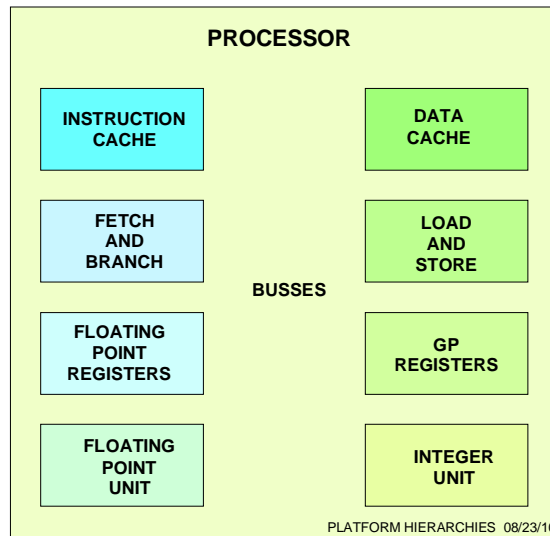 PROCESSOR
INSTRUCTION
CACHE
DATA
CACHE
FETCH
AND
BRANCH
LOAD
AND
STORE
BUSSES
FLOATING
POINT
REGISTERS
GP
REGISTERS
FLOATING
POINT
UNIT
INTEGER
UNIT
PLATFORM HIERARCHIES 08/23/16